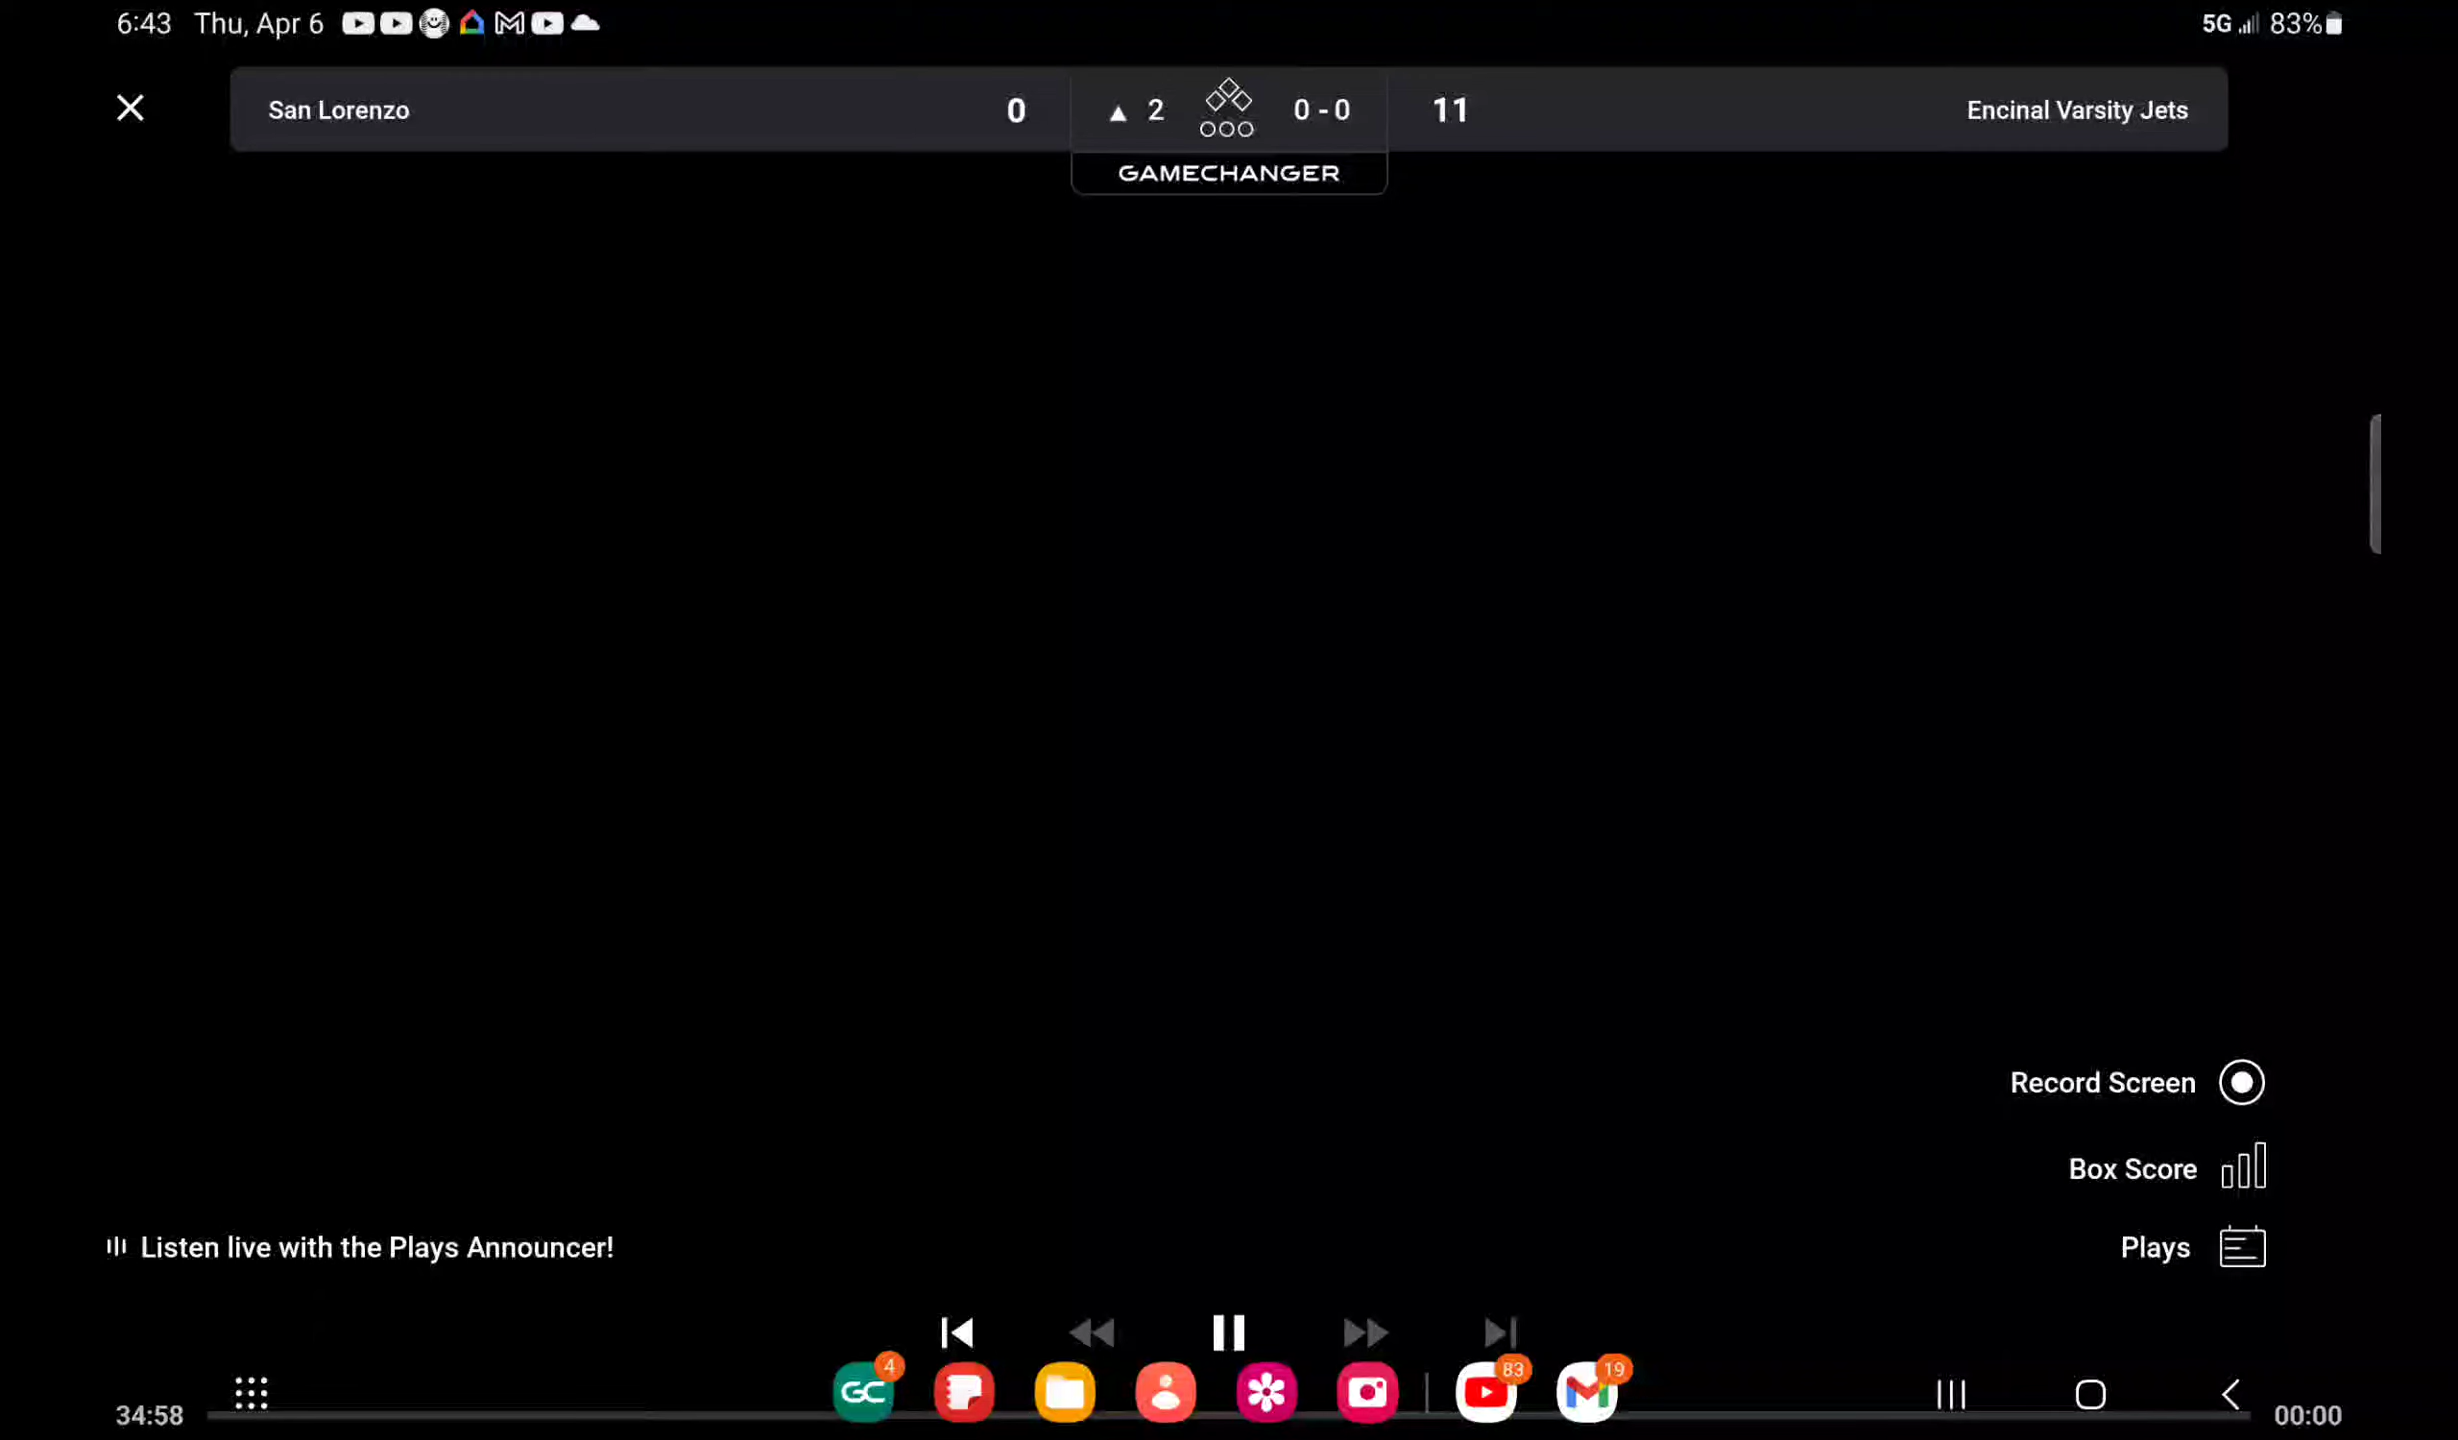 6:43 Thu, Apr 6
5G 83%
San Lorenzo 0 ▲ 2 0 - 0 11 Encinal Varsity Jets
GAMECHANGER
Record Screen
Box Score
Listen live with the Plays Announcer!
Plays
GC 4 83 19
34:58 00:00